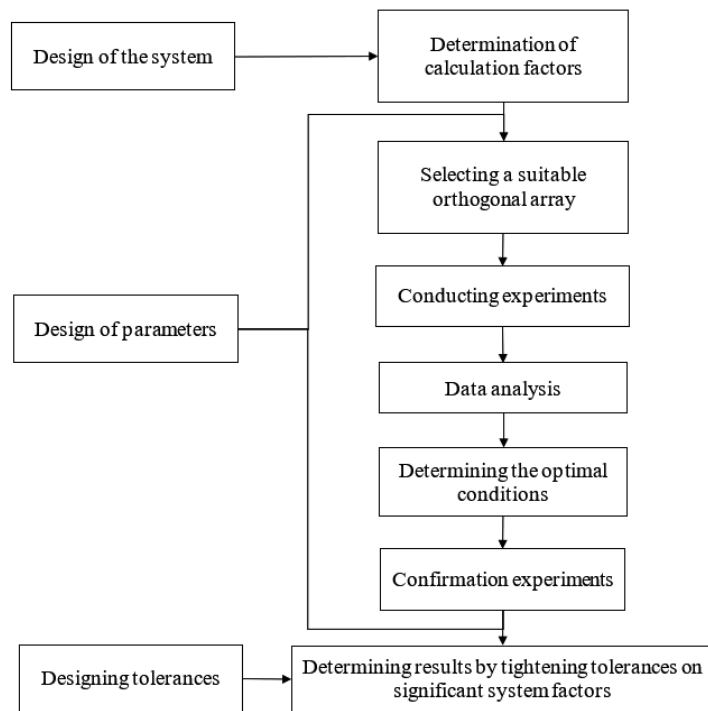 Design of the system
Determination of
calculation factors
Selecting a suitable
orthogonal array
Conducting experiments
Design of parameters
Data analysis
Determining the optimal
conditions
Confirmation experiments
Designing tolerances
Determining results by tightening tolerances on
significant system factors